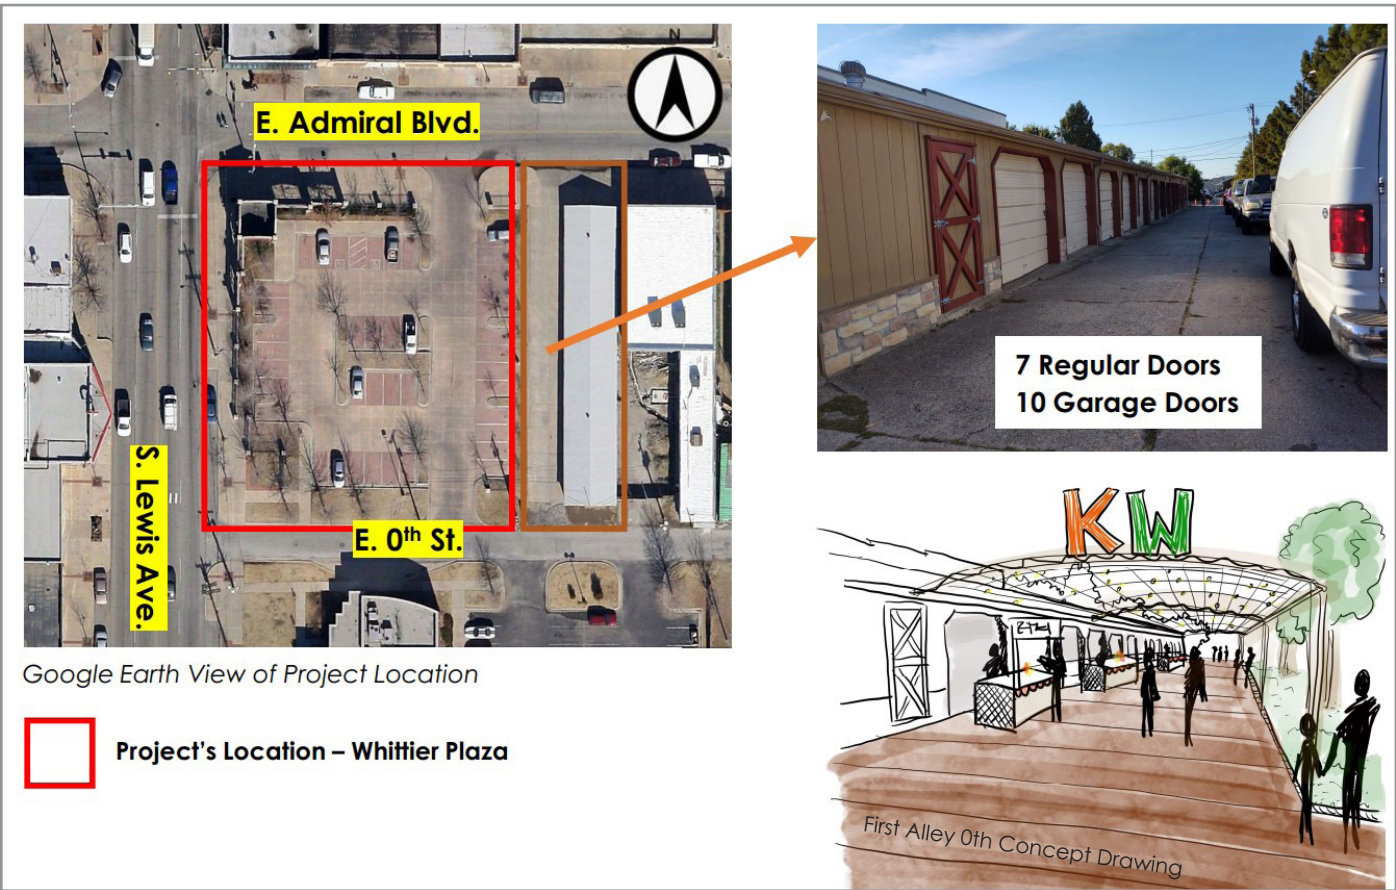 N
E. Admiral Blvd.
S. Lewis Ave.
E. 0th St.
Google Earth View of Project Location
Project's Location – Whittier Plaza
7 Regular Doors
10 Garage Doors
KW
First Alley 0th Concept Drawing